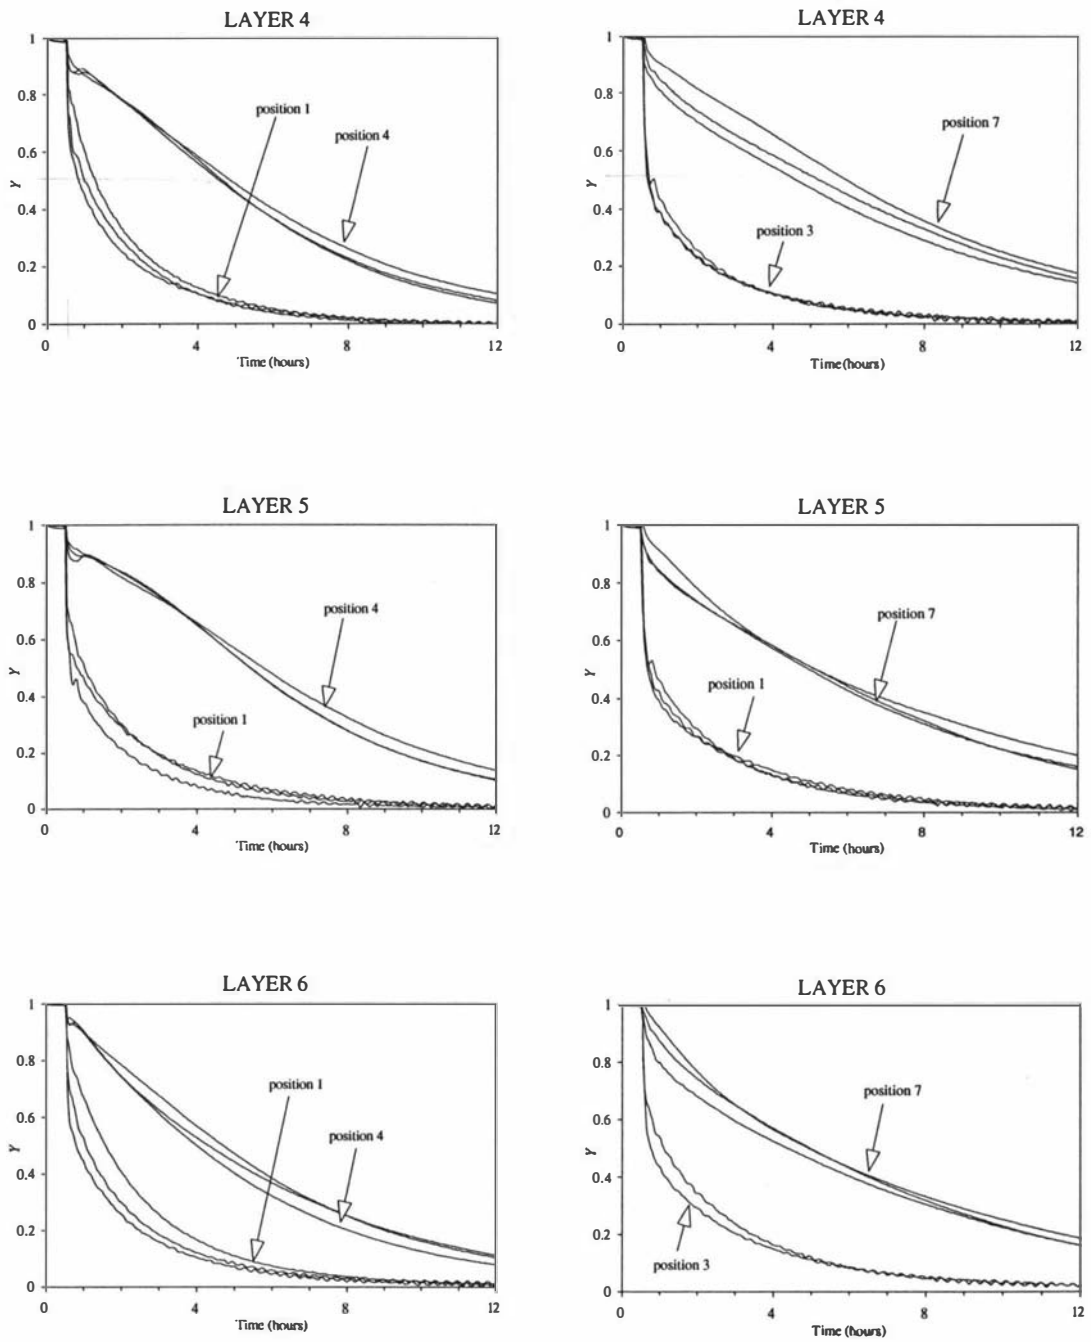 LAYER 4
1
0.8
0.6
0.4
0.2
0
Y
position 1
position 4
0 4 8 12
Time (hours)
LAYER 4
1
0.8
0.6
0.4
0.2
0
Y
position 7
position 3
0 4 8 12
Time (hours)
LAYER 5
1
0.8
0.6
0.4
0.2
0
Y
position 4
position 1
0 4 8 12
Time (hours)
LAYER 5
1
0.8
0.6
0.4
0.2
0
Y
position 7
position 1
0 4 8 12
Time (hours)
LAYER 6
1
0.8
0.6
0.4
0.2
0
Y
position 1
position 4
0 4 8 12
Time (hours)
LAYER 6
1
0.8
0.6
0.4
0.2
0
Y
position 7
position 3
0 4 8 12
Time (hours)